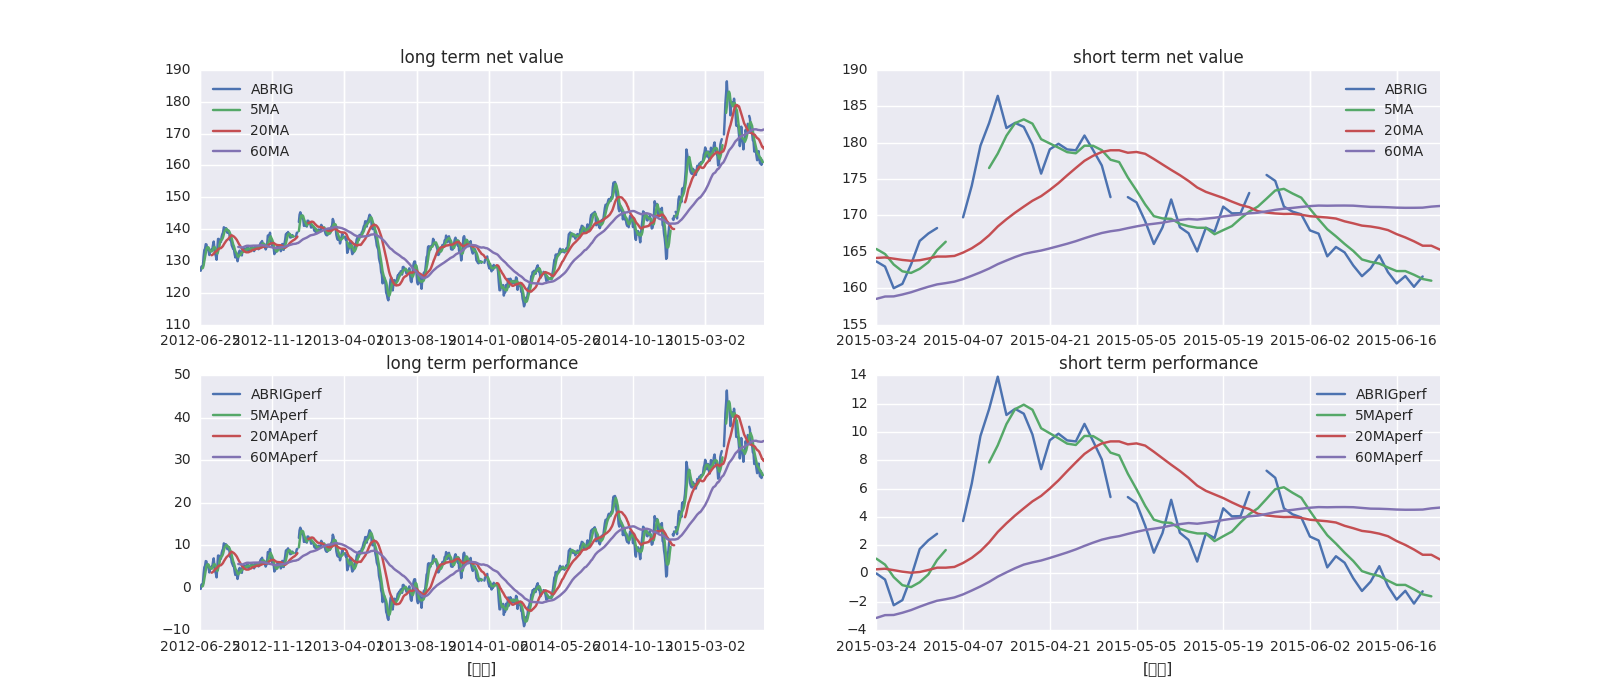 long term net value
190
180
170
160
150
140
130
120
110
ABRIG
5MA
20MA
60MA
2012-06-25 2012-11-12 2013-04-01 2013-08-19 2014-01-06 2014-05-26 2014-10-13 2015-03-02
short term net value
190
185
180
175
170
165
160
155
ABRIG
5MA
20MA
60MA
2015-03-24 2015-04-07 2015-04-21 2015-05-05 2015-05-19 2015-06-02 2015-06-16
long term performance
50
40
30
20
10
0
−10
ABRIGperf
5MAperf
20MAperf
60MAperf
2012-06-25 2012-11-12 2013-04-01 2013-08-19 2014-01-06 2014-05-26 2014-10-13 2015-03-02
short term performance
14
12
10
8
6
4
2
0
−2
−4
ABRIGperf
5MAperf
20MAperf
60MAperf
2015-03-24 2015-04-07 2015-04-21 2015-05-05 2015-05-19 2015-06-02 2015-06-16